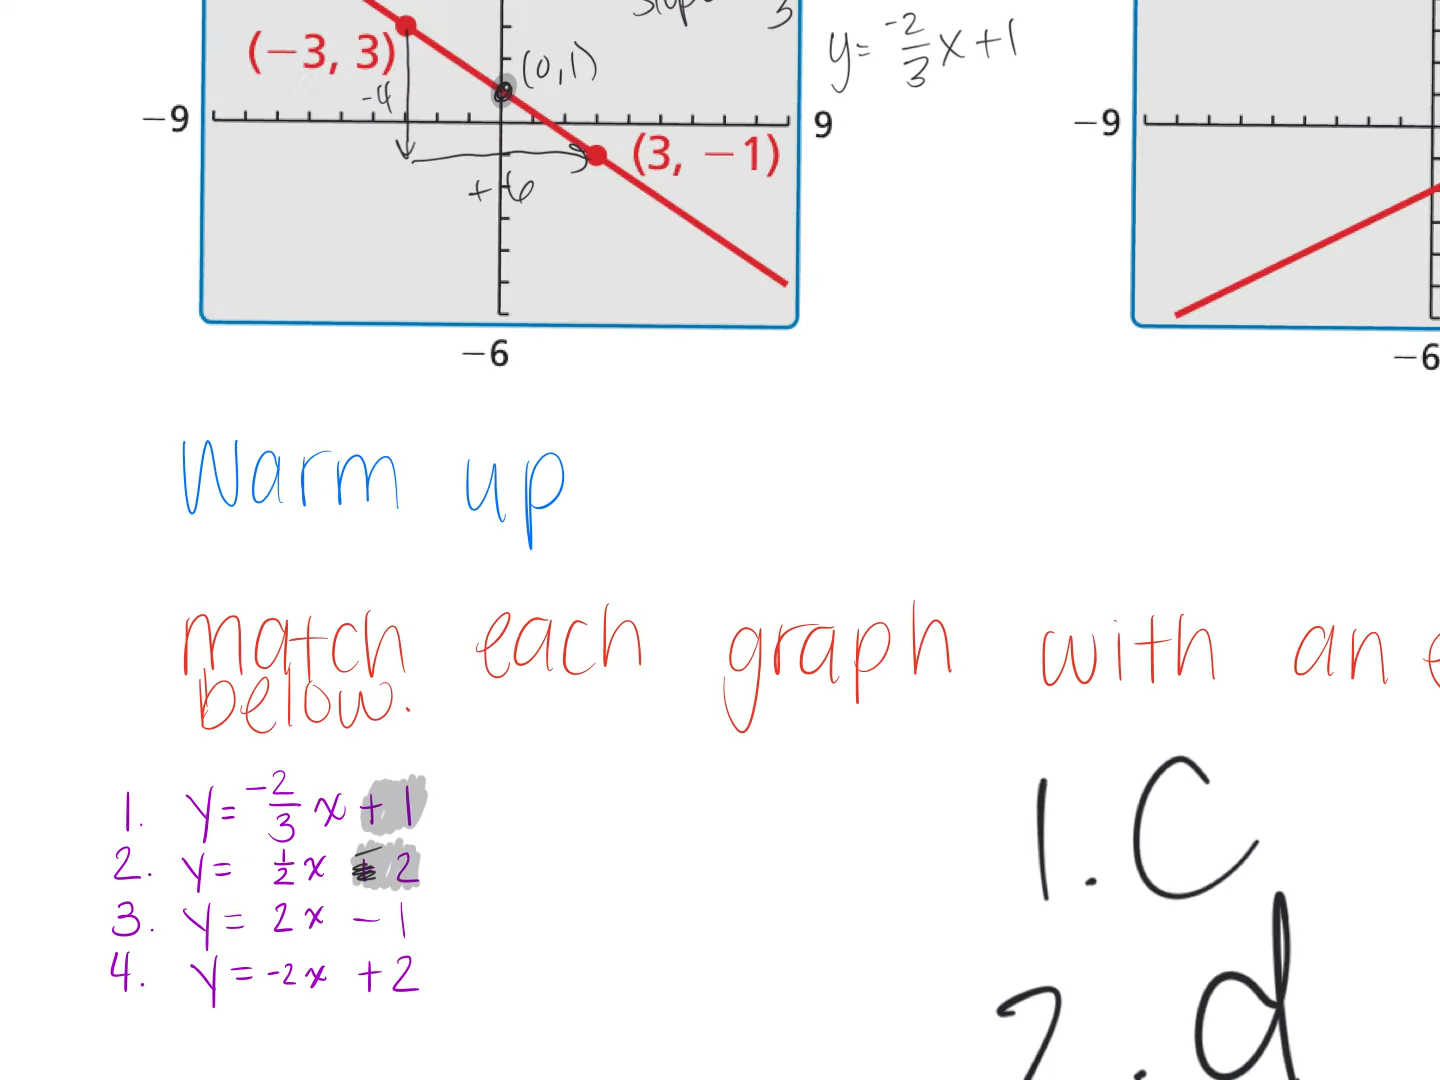 slope
3
y = -2/3 x + 1
(−3, 3)
(0,1)
-4
−9
9
−9
(3, −1)
+6
−6
−6
Warm up
match each graph with an
below.
1. y = -2/3 x + 1
2. y = 1/2 x - 2
3. y = 2x - 1
4. y = -2x + 2
1. C
2. d